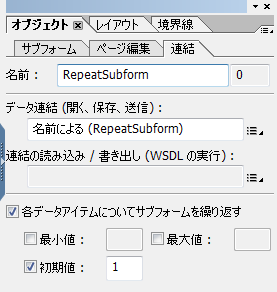 オブジェクト レイアウト 境界線
サブフォーム ページ編集 連結
名前： RepeatSubform 0
データ連結 (開く、保存、送信)：
名前による (RepeatSubform)
連結の読み込み / 書き出し (WSDL の実行)：
各データアイテムについてサブフォームを繰り返す
最小値： 最大値：
初期値： 1